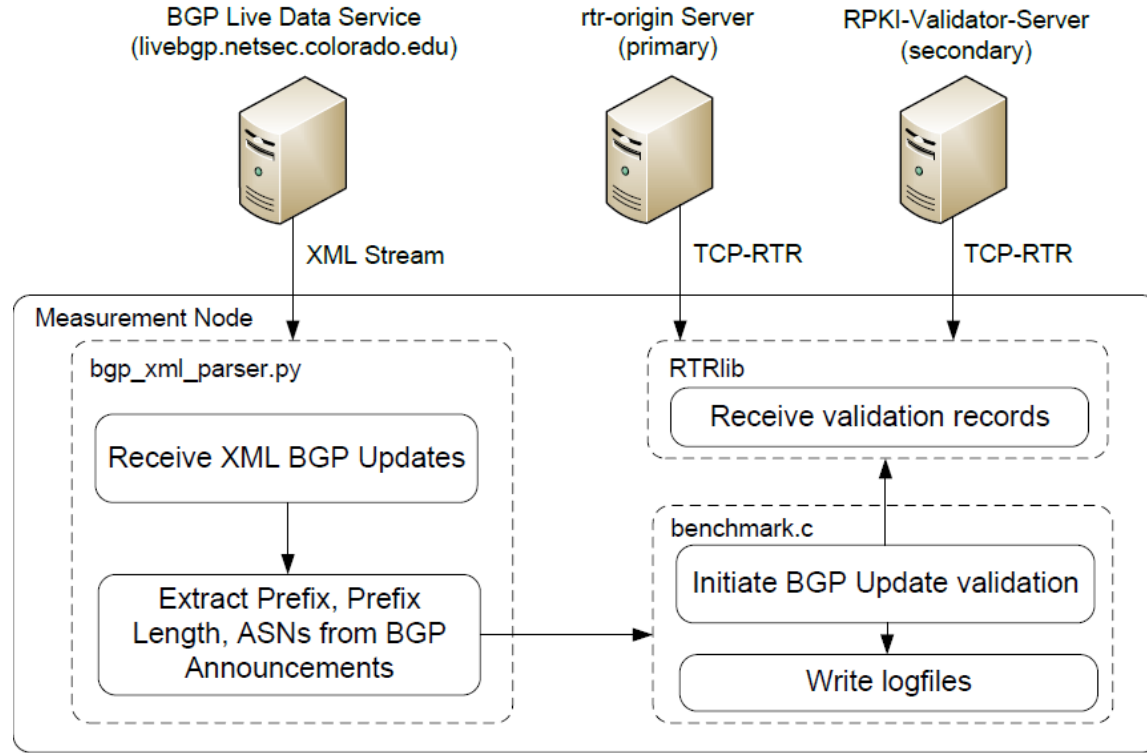 BGP Live Data Service
(livebgp.netsec.colorado.edu)
rtr-origin Server
(primary)
RPKI-Validator-Server
(secondary)
XML Stream
TCP-RTR
TCP-RTR
Measurement Node
bgp_xml_parser.py
Receive XML BGP Updates
Extract Prefix, Prefix
Length, ASNs from BGP
Announcements
RTRlib
Receive validation records
benchmark.c
Initiate BGP Update validation
Write logfiles